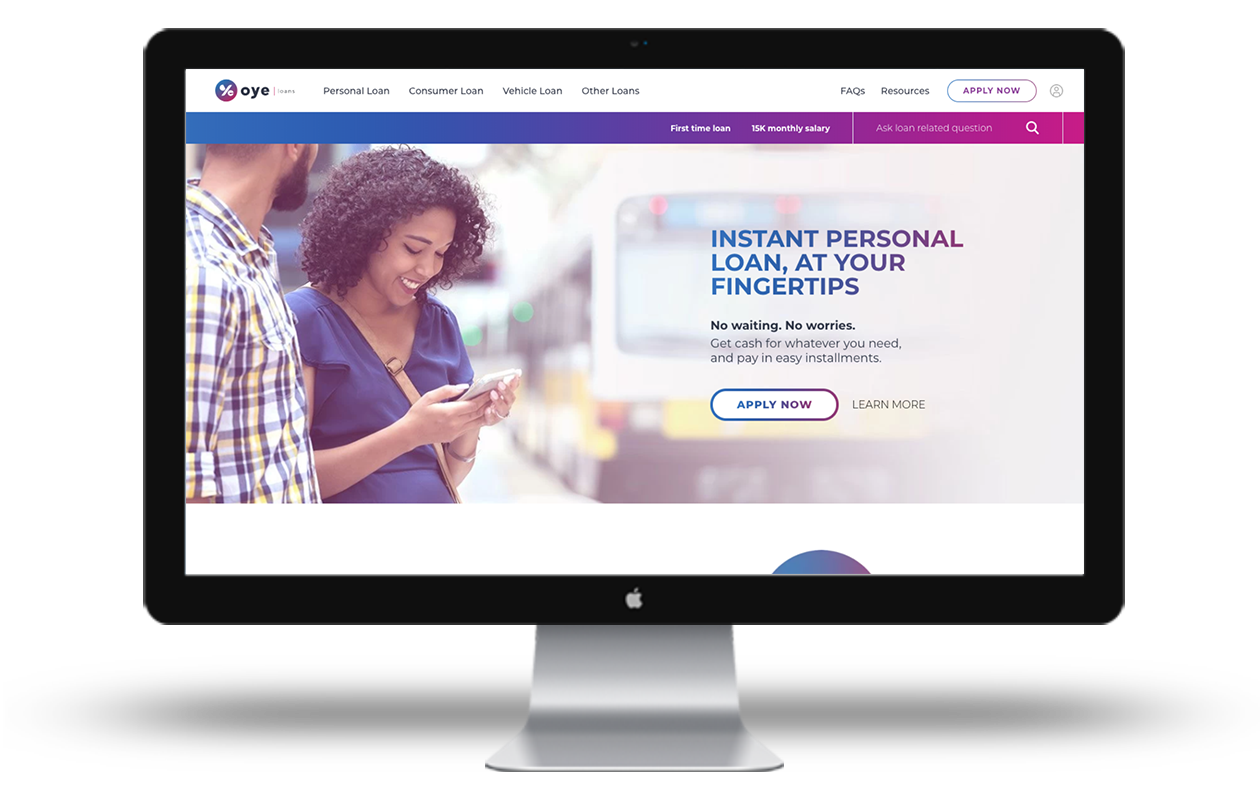 oye | loans
Personal Loan
Consumer Loan
Vehicle Loan
Other Loans
FAQs
Resources
APPLY NOW
First time loan
15K monthly salary
Ask loan related question
INSTANT PERSONAL
LOAN, AT YOUR
FINGERTIPS
No waiting. No worries.
Get cash for whatever you need,
and pay in easy installments.
APPLY NOW
LEARN MORE